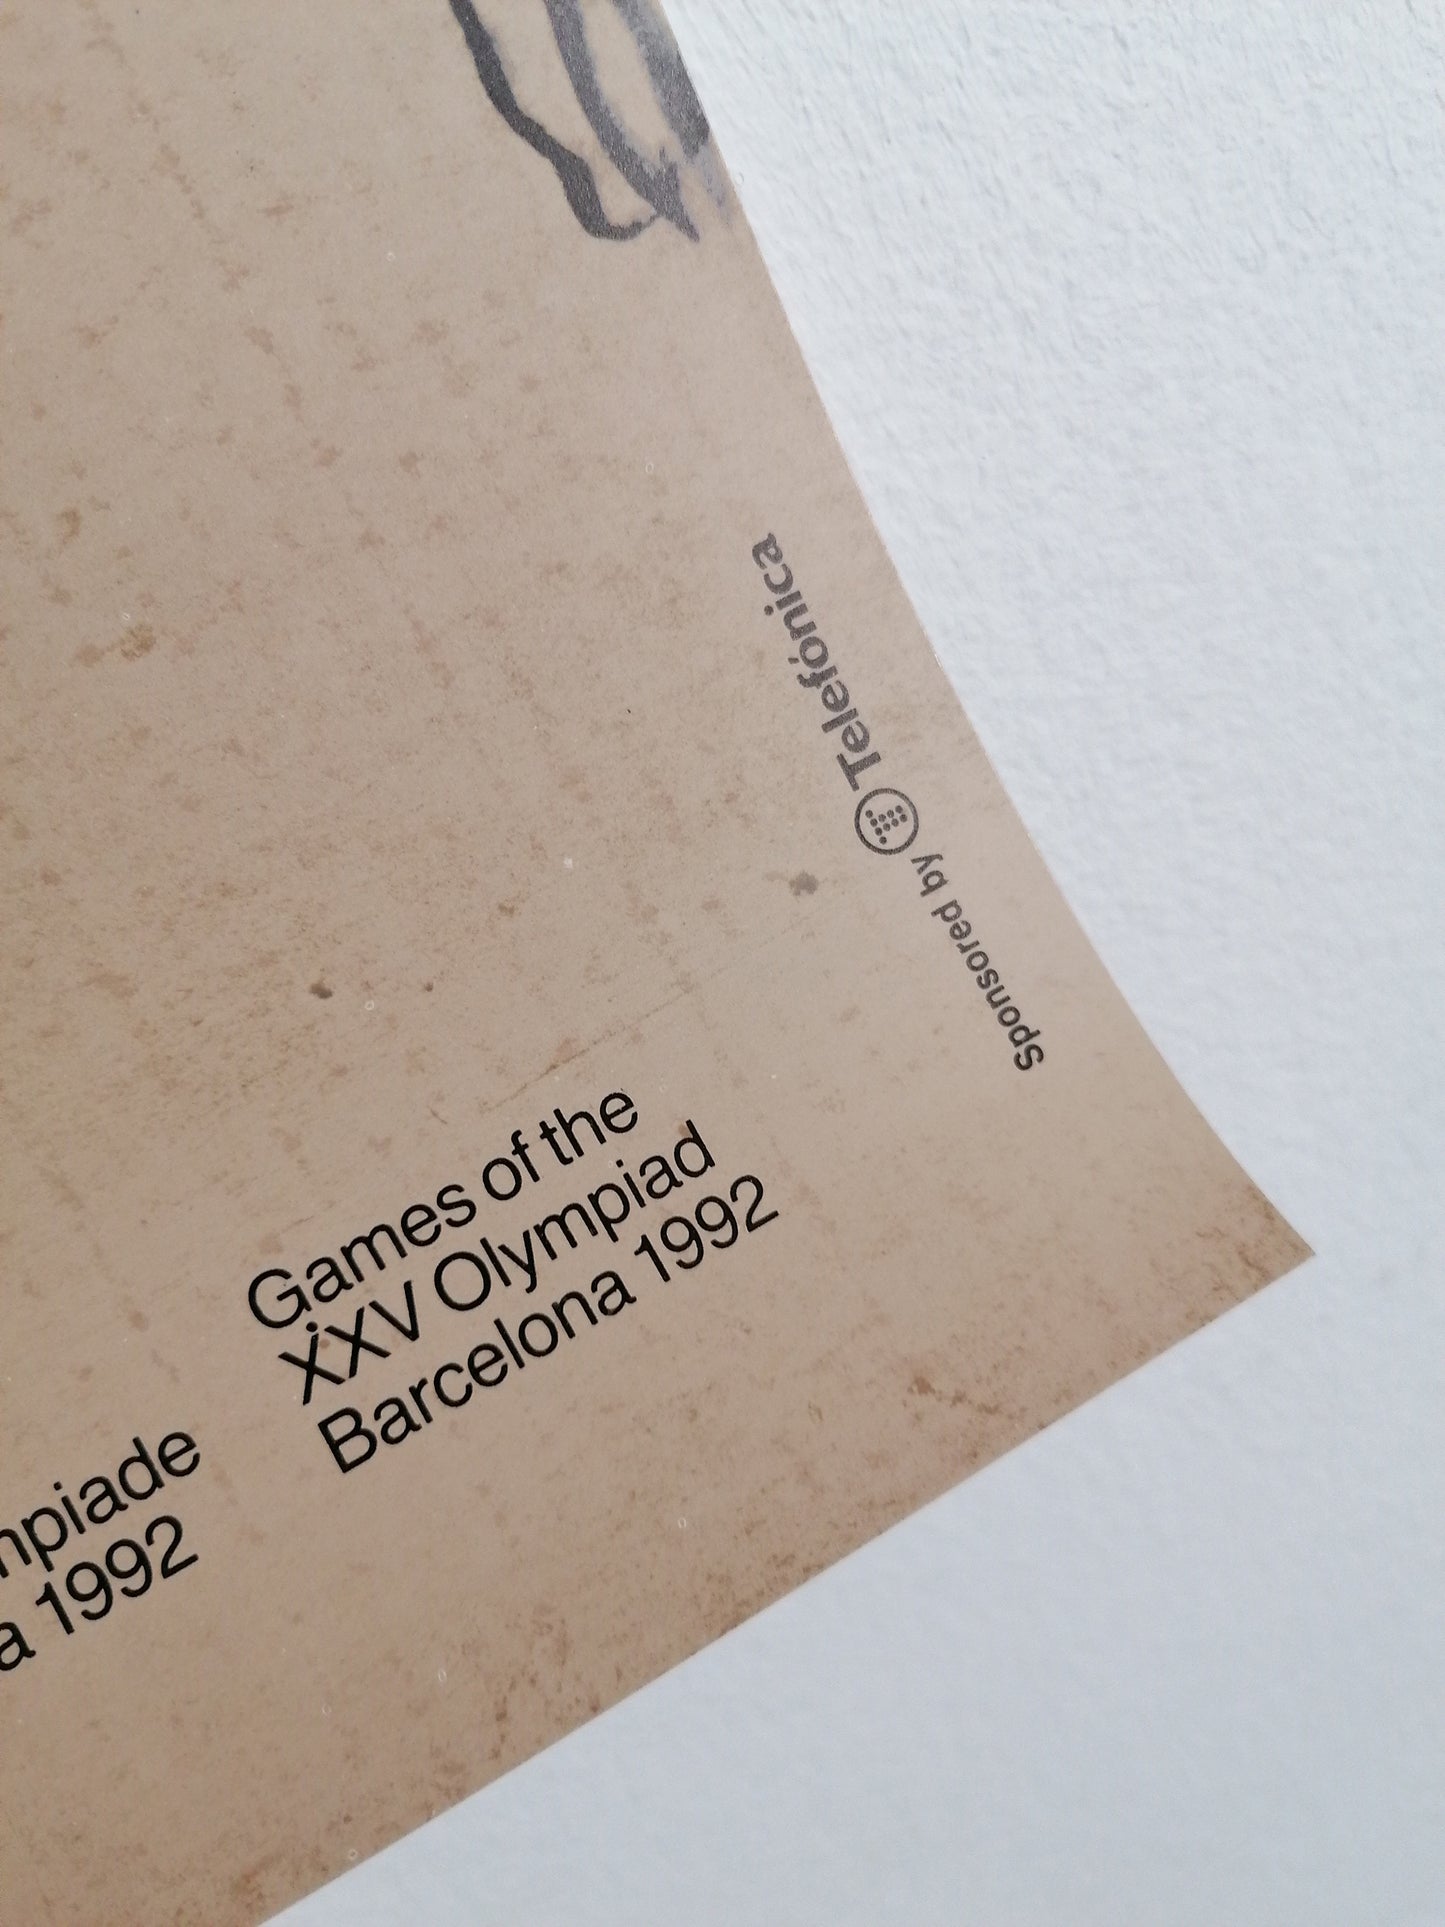 mpiade
a 1992
Games of the
XXV Olympiad
Barcelona 1992
Sponsored by Telefónica